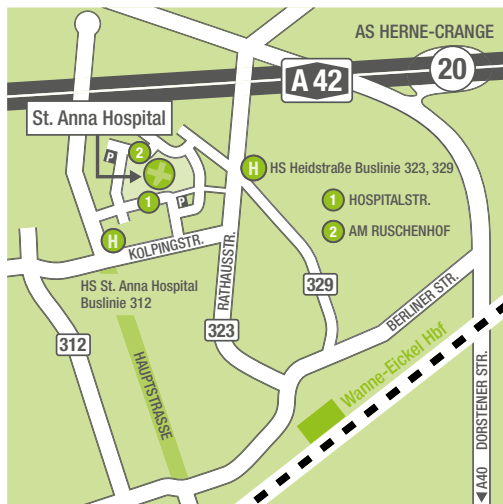 AS HERNE-CRANGE
A 42
20
St. Anna Hospital
P
2
H
HS Heidstraße Buslinie 323, 329
1
P
1 HOSPITALSTR.
2 AM RUSCHENHOF
H
KOLPINGSTR.
RATHAUSSTR.
HS St. Anna Hospital
Buslinie 312
329
BERLINER STR.
323
312
HAUPTSTRASSE
Wanne-Eickel Hbf
DORSTENER STR.
A40